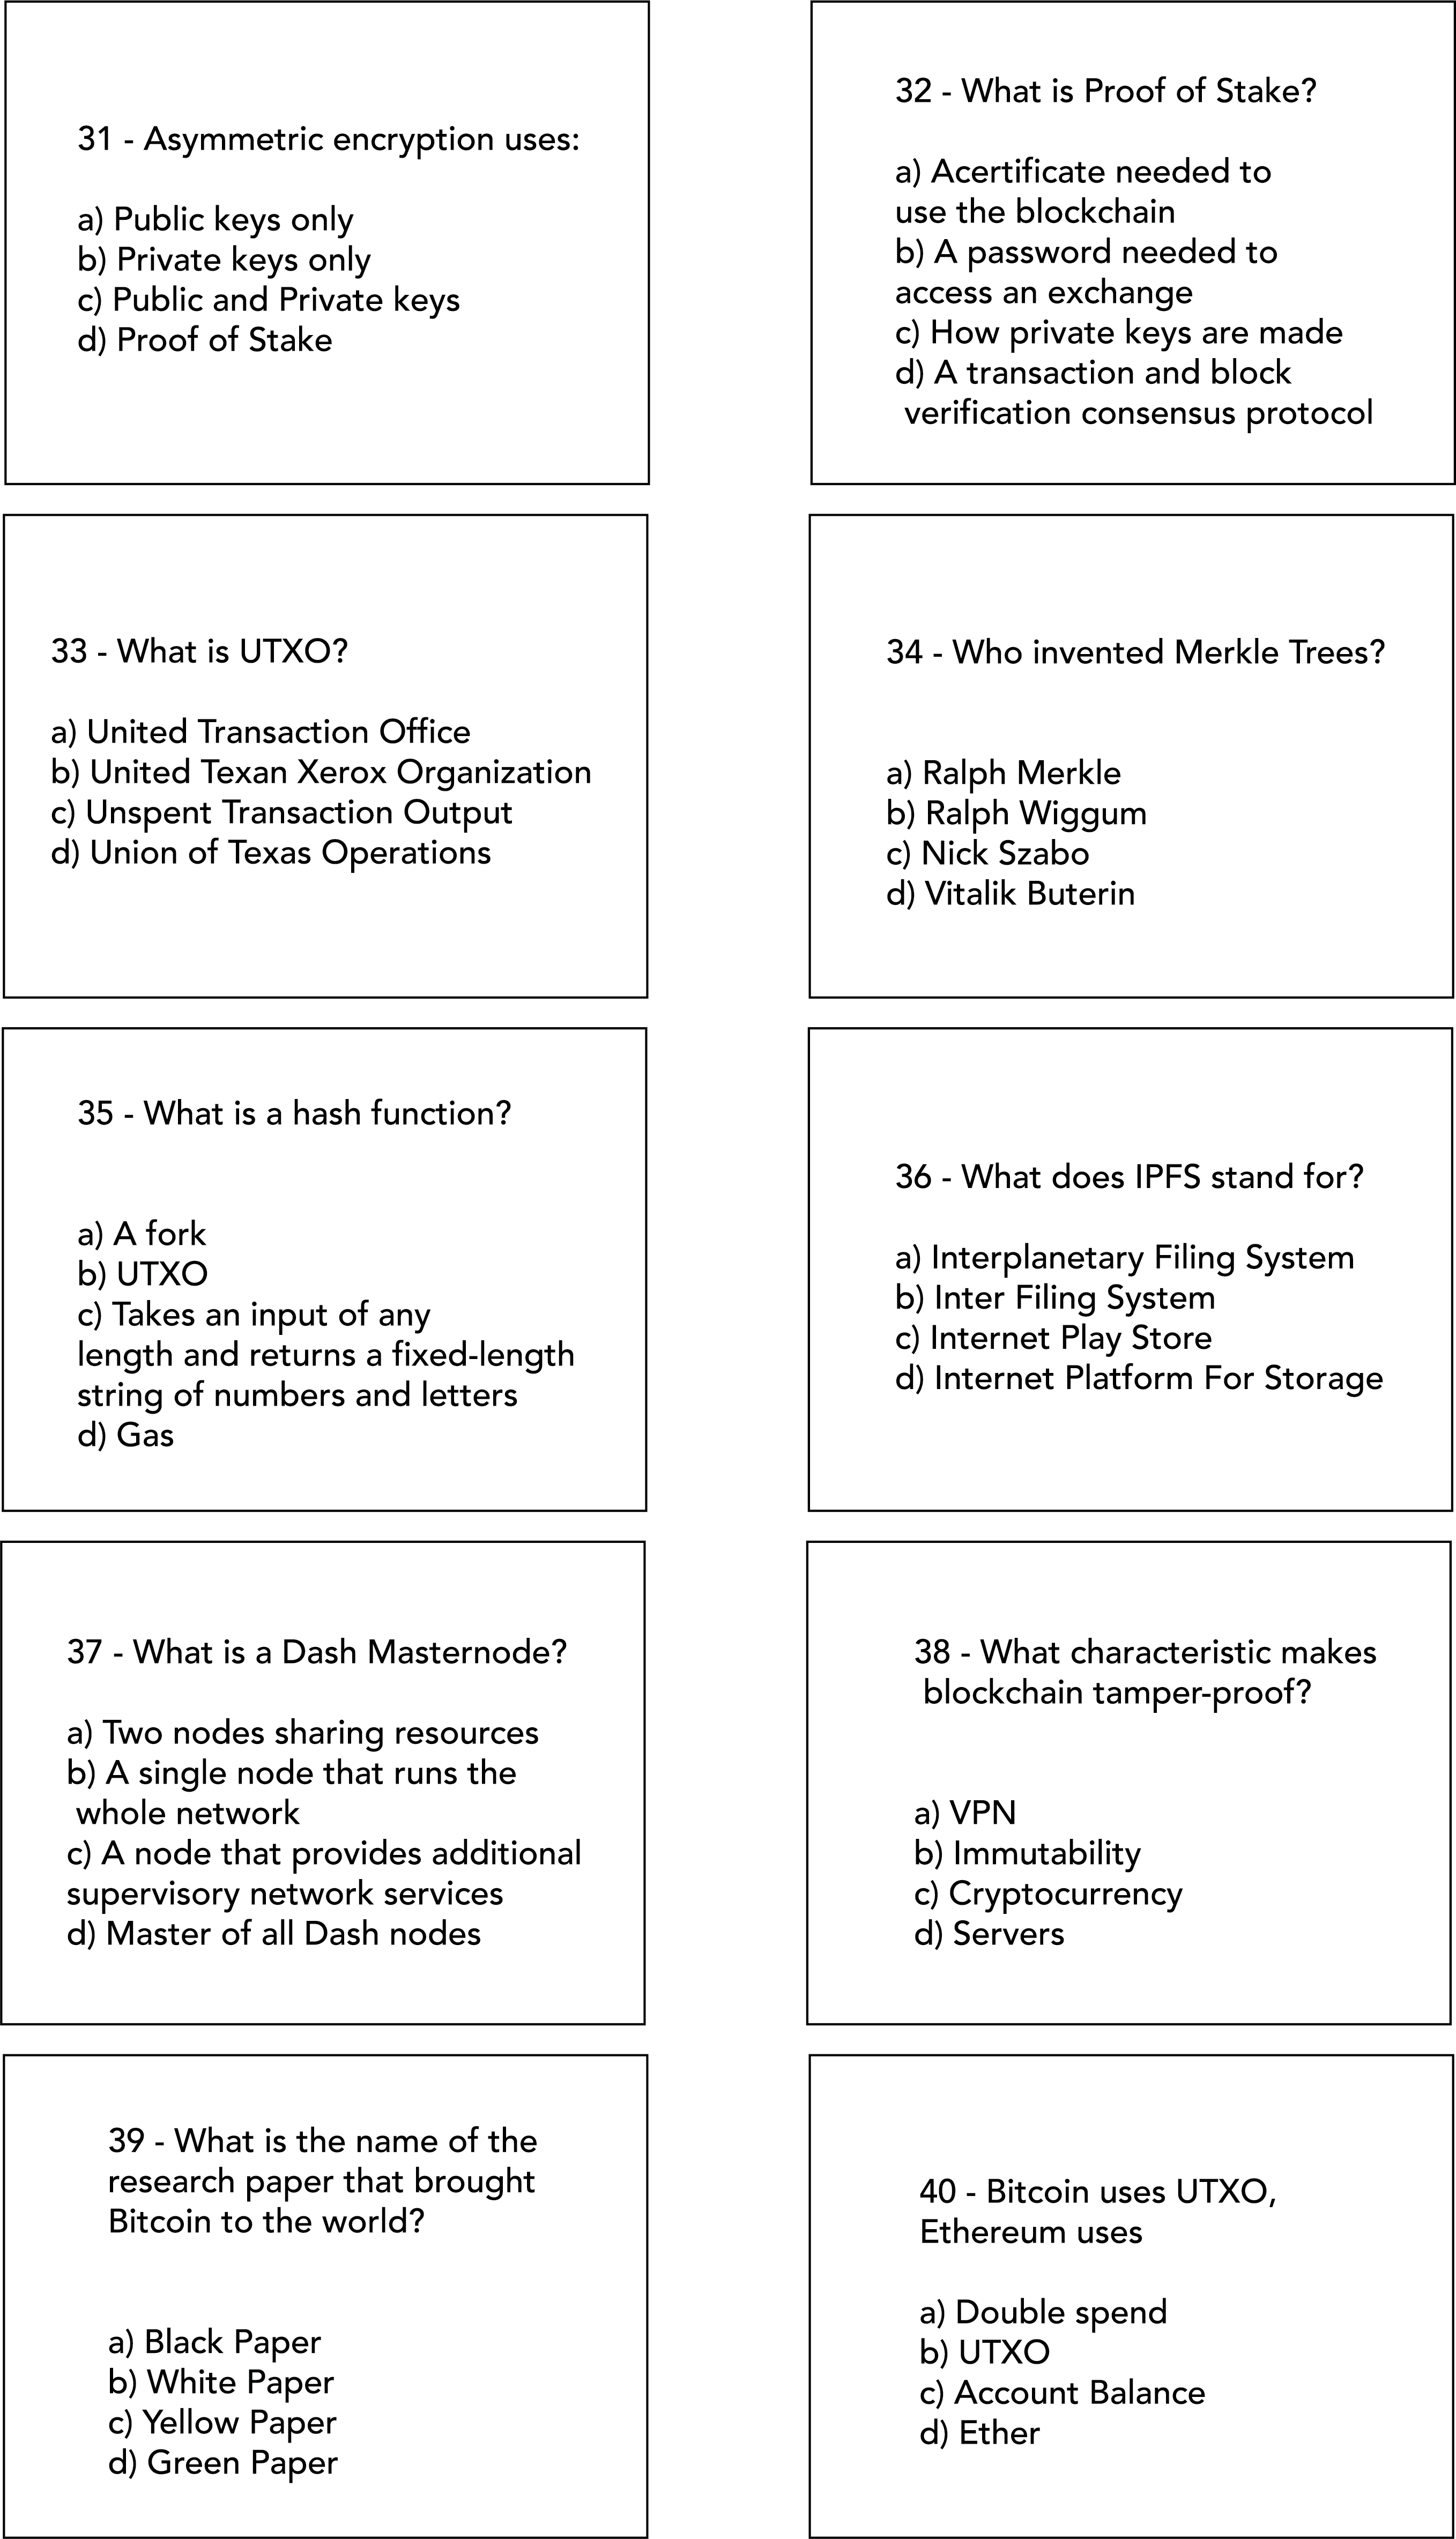 31 - Asymmetric encryption uses:
a) Public keys only
b) Private keys only
c) Public and Private keys
d) Proof of Stake
32 - What is Proof of Stake?
a) Acertificate needed to
use the blockchain
b) A password needed to
access an exchange
c) How private keys are made
d) A transaction and block
verification consensus protocol
33 - What is UTXO?
a) United Transaction Office
b) United Texan Xerox Organization
c) Unspent Transaction Output
d) Union of Texas Operations
34 - Who invented Merkle Trees?
a) Ralph Merkle
b) Ralph Wiggum
c) Nick Szabo
d) Vitalik Buterin
35 - What is a hash function?
a) A fork
b) UTXO
c) Takes an input of any
length and returns a fixed-length
string of numbers and letters
d) Gas
36 - What does IPFS stand for?
a) Interplanetary Filing System
b) Inter Filing System
c) Internet Play Store
d) Internet Platform For Storage
37 - What is a Dash Masternode?
a) Two nodes sharing resources
b) A single node that runs the
whole network
c) A node that provides additional
supervisory network services
d) Master of all Dash nodes
38 - What characteristic makes
blockchain tamper-proof?
a) VPN
b) Immutability
c) Cryptocurrency
d) Servers
39 - What is the name of the
research paper that brought
Bitcoin to the world?
a) Black Paper
b) White Paper
c) Yellow Paper
d) Green Paper
40 - Bitcoin uses UTXO,
Ethereum uses
a) Double spend
b) UTXO
c) Account Balance
d) Ether